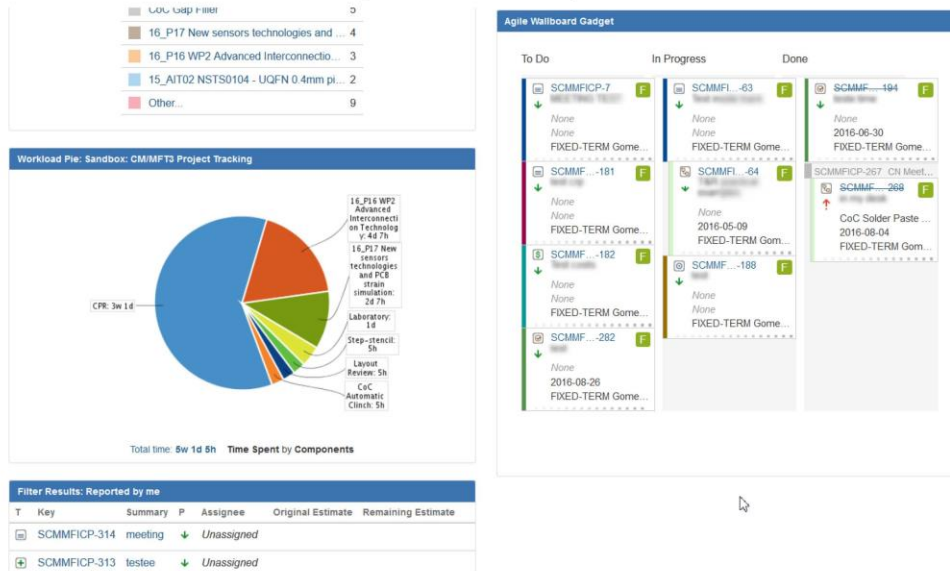 CoC Gap Filler 5
16_P17 New sensors technologies and ... 4
16_P16 WP2 Advanced Interconnectio... 3
15_AIT02 NSTS0104 - UQFN 0.4mm pi... 2
Other... 9
Workload Pie: Sandbox: CM/MFT3 Project Tracking
16_P16 WP2
Advanced
Interconnecti
on Technolog
y: 4d 7h
16_P17 New
sensors
technologies
and PCB
strain
simulation:
2d 7h
CPR: 3w 1d
Laboratory:
1d
Step-stencil:
5h
Layout
Review: 5h
CoC
Automatic
Clinch: 5h
Total time: 5w 1d 5h Time Spent by Components
Filter Results: Reported by me
T Key Summary P Assignee Original Estimate Remaining Estimate
SCMMFICP-314 meeting Unassigned
SCMMFICP-313 testee Unassigned
Agile Wallboard Gadget
To Do In Progress Done
SCMMFICP-7 F
None
None
FIXED-TERM Gome...
SCMMF...-181 F
None
None
FIXED-TERM Gome...
SCMMF...-182 F
None
None
FIXED-TERM Gome...
SCMMF...-282 F
None
2016-08-26
FIXED-TERM Gome...
SCMMFI...-63 F
None
None
FIXED-TERM Gome...
SCMMFI...-64 F
None
2016-05-09
FIXED-TERM Gom...
SCMMF...-188 F
None
None
FIXED-TERM Gome...
SCMMF...-194 F
None
2016-06-30
FIXED-TERM Gome...
SCMMFICP-267 CN Meet...
SCMMF...-268 F
CoC Solder Paste ...
2016-08-04
FIXED-TERM Gom...